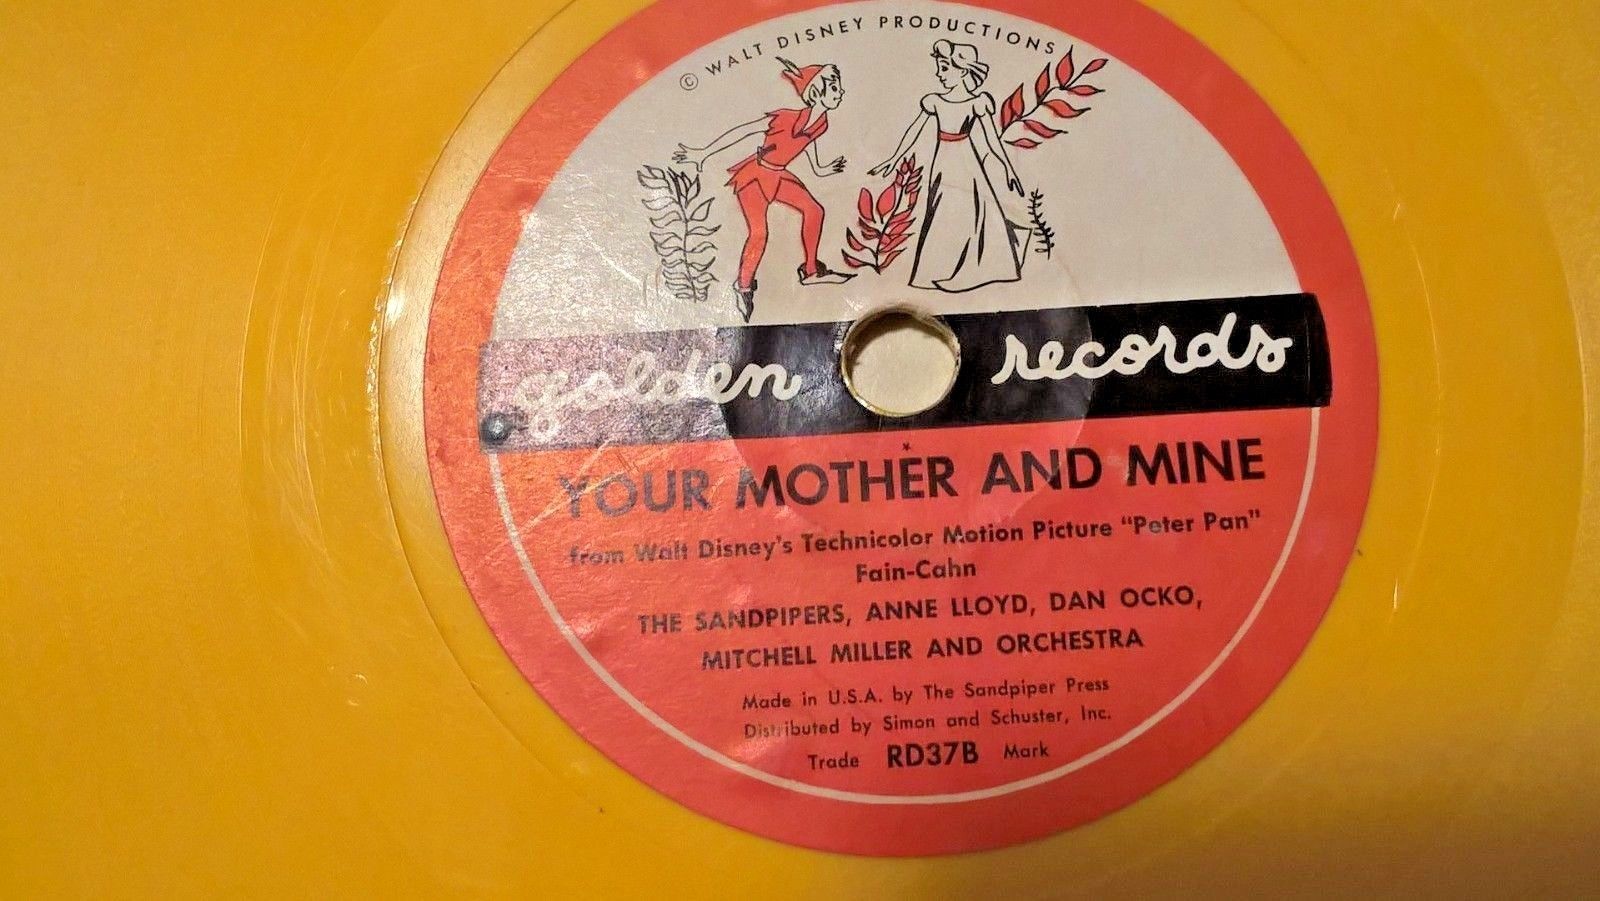 © WALT DISNEY PRODUCTIONS
golden records
YOUR MOTHER AND MINE
from Walt Disney's Technicolor Motion Picture "Peter Pan"
Fain-Cahn
THE SANDPIPERS, ANNE LLOYD, DAN OCKO,
MITCHELL MILLER AND ORCHESTRA
Made in U.S.A. by The Sandpiper Press
Distributed by Simon and Schuster, Inc.
Trade RD37B Mark